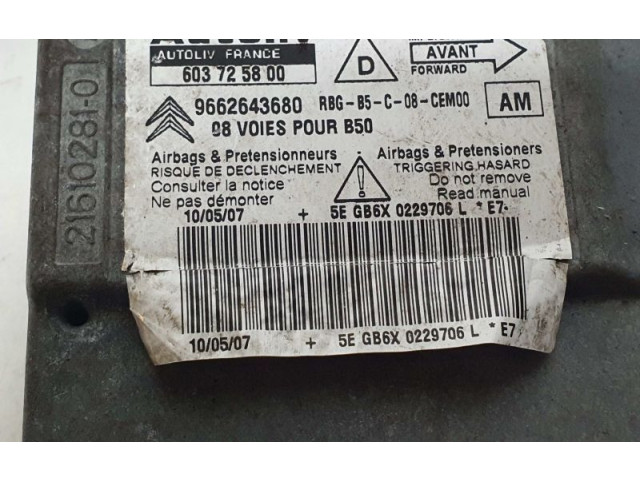 Autoliv
AUTOLIV FRANCE
603 72 58 00
D
AVANT
FORWARD
9662643680 RBG-B5-C-08-CEM00
AM
08 VOIES POUR B50
Airbags & Pretensionneurs
RISQUE DE DECLENCHEMENT
Consulter la notice
Ne pas démonter
!
Airbags & Pretensioners
TRIGGERING HASARD
Do not remove
Read manual
10/05/07 + 5E GB6X 0229706 L * E7
10/05/07 + 5E GB6X 0229706 L * E7
21610281-0